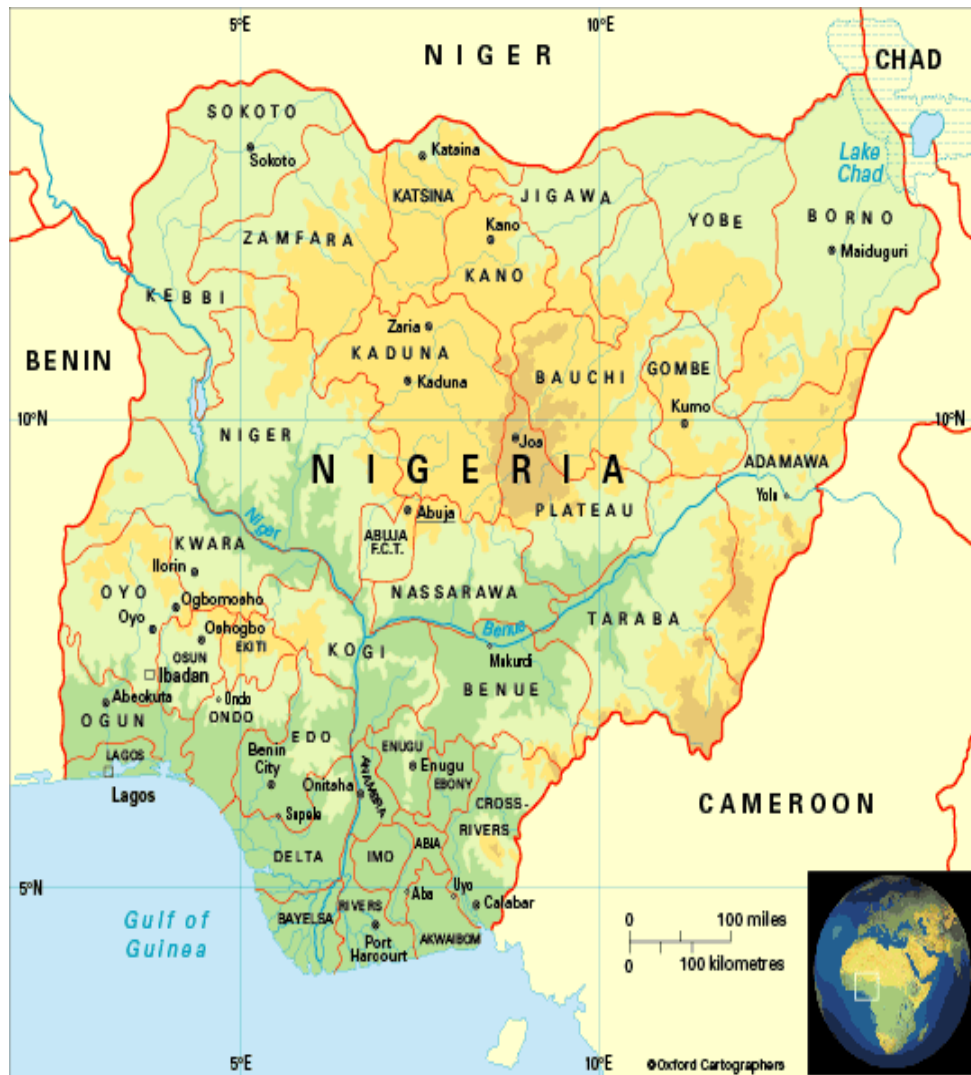 5°E
10°E
NIGER
CHAD
SOKOTO
Sokoto
Katsina
KATSINA
JIGAWA
Lake
Chad
YOBE
BORNO
Maiduguri
ZAMFARA
Kano
KANO
KEBBI
Zaria
KADUNA
Kaduna
BENIN
BAUCHI
GOMBE
Kumo
10°N
10°N
NIGER
NIGERIA
Jos
ADAMAWA
Yola
PLATEAU
Abuja
ABUJA
F.C.T.
Niger
KWARA
Ilorin
NASSARAWA
OYO
Ogbomosho
Oyo
Oshogbo
EKITI
OSUN
Ibadan
KOGI
Benue
Makurdi
TARABA
BENUE
Abeokuta
OGUN
Ondo
ONDO
EDO
LAGOS
Lagos
Benin
City
Onitsha
ANAMBRA
ENUGU
Enugu
EBONY
CROSS-
RIVERS
CAMEROON
Sapele
DELTA
IMO
ABIA
5°N
5°N
Aba
Uyo
Calabar
BAYELSA
RIVERS
Port
Harcourt
AKWAIBOM
Gulf of
Guinea
0
100 miles
0
100 kilometres
5°E
10°E
©Oxford Cartographers